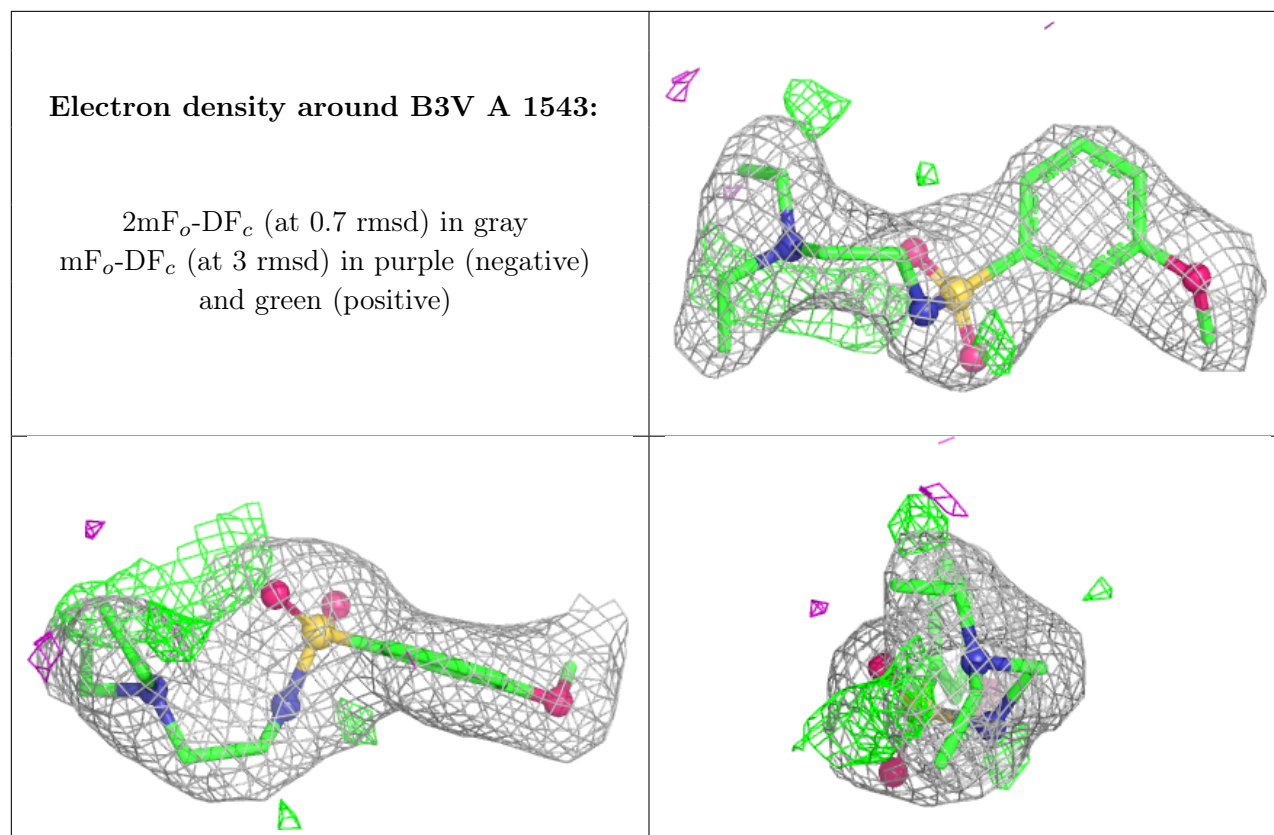 Electron density around B3V A 1543:
2mFo-DFc (at 0.7 rmsd) in gray
mFo-DFc (at 3 rmsd) in purple (negative)
and green (positive)